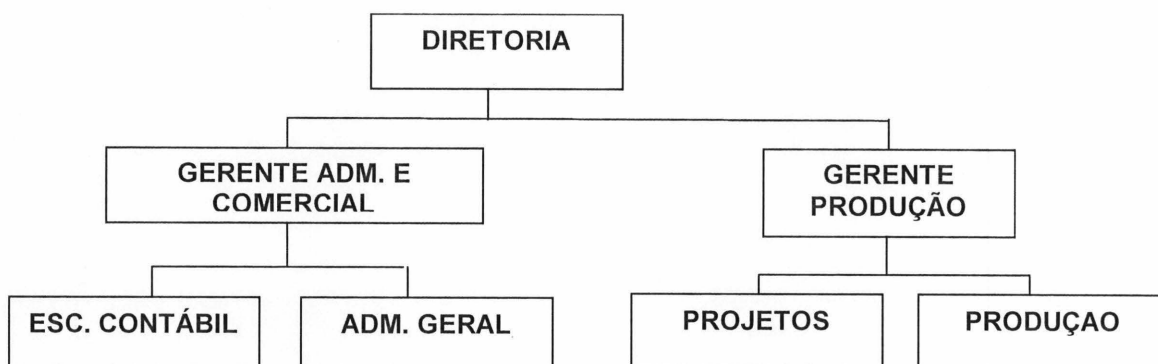 DIRETORIA
GERENTE ADM. E
COMERCIAL
GERENTE
PRODUÇÃO
ESC. CONTÁBIL
ADM. GERAL
PROJETOS
PRODUÇAO